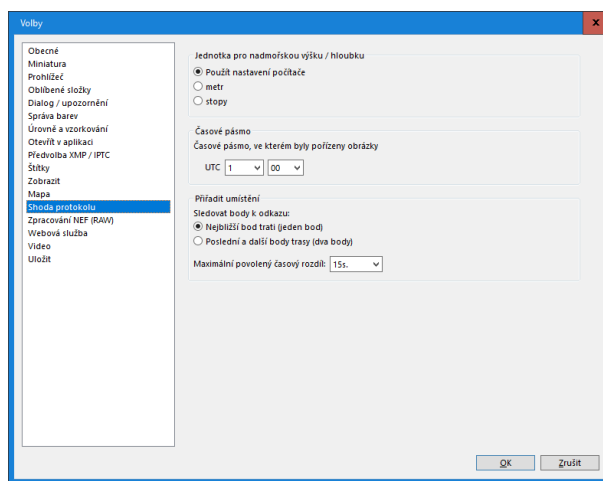 Volby
x
Obecné
Miniatura
Prohlížeč
Oblíbené složky
Dialog / upozornění
Správa barev
Úrovně a vzorkování
Otevřít v aplikaci
Předvolba XMP / IPTC
Štítky
Zobrazit
Mapa
Shoda protokolu
Zpracování NEF (RAW)
Webová služba
Video
Uložit
Jednotka pro nadmořskou výšku / hloubku
Použít nastavení počítače
metr
stopy
Časové pásmo
Časové pásmo, ve kterém byly pořízeny obrázky
UTC 1 00
Přiřadit umístění
Sledovat body k odkazu:
Nejbližší bod trati (jeden bod)
Poslední a další body trasy (dva body)
Maximální povolený časový rozdíl: 15s.
OK Zrušit